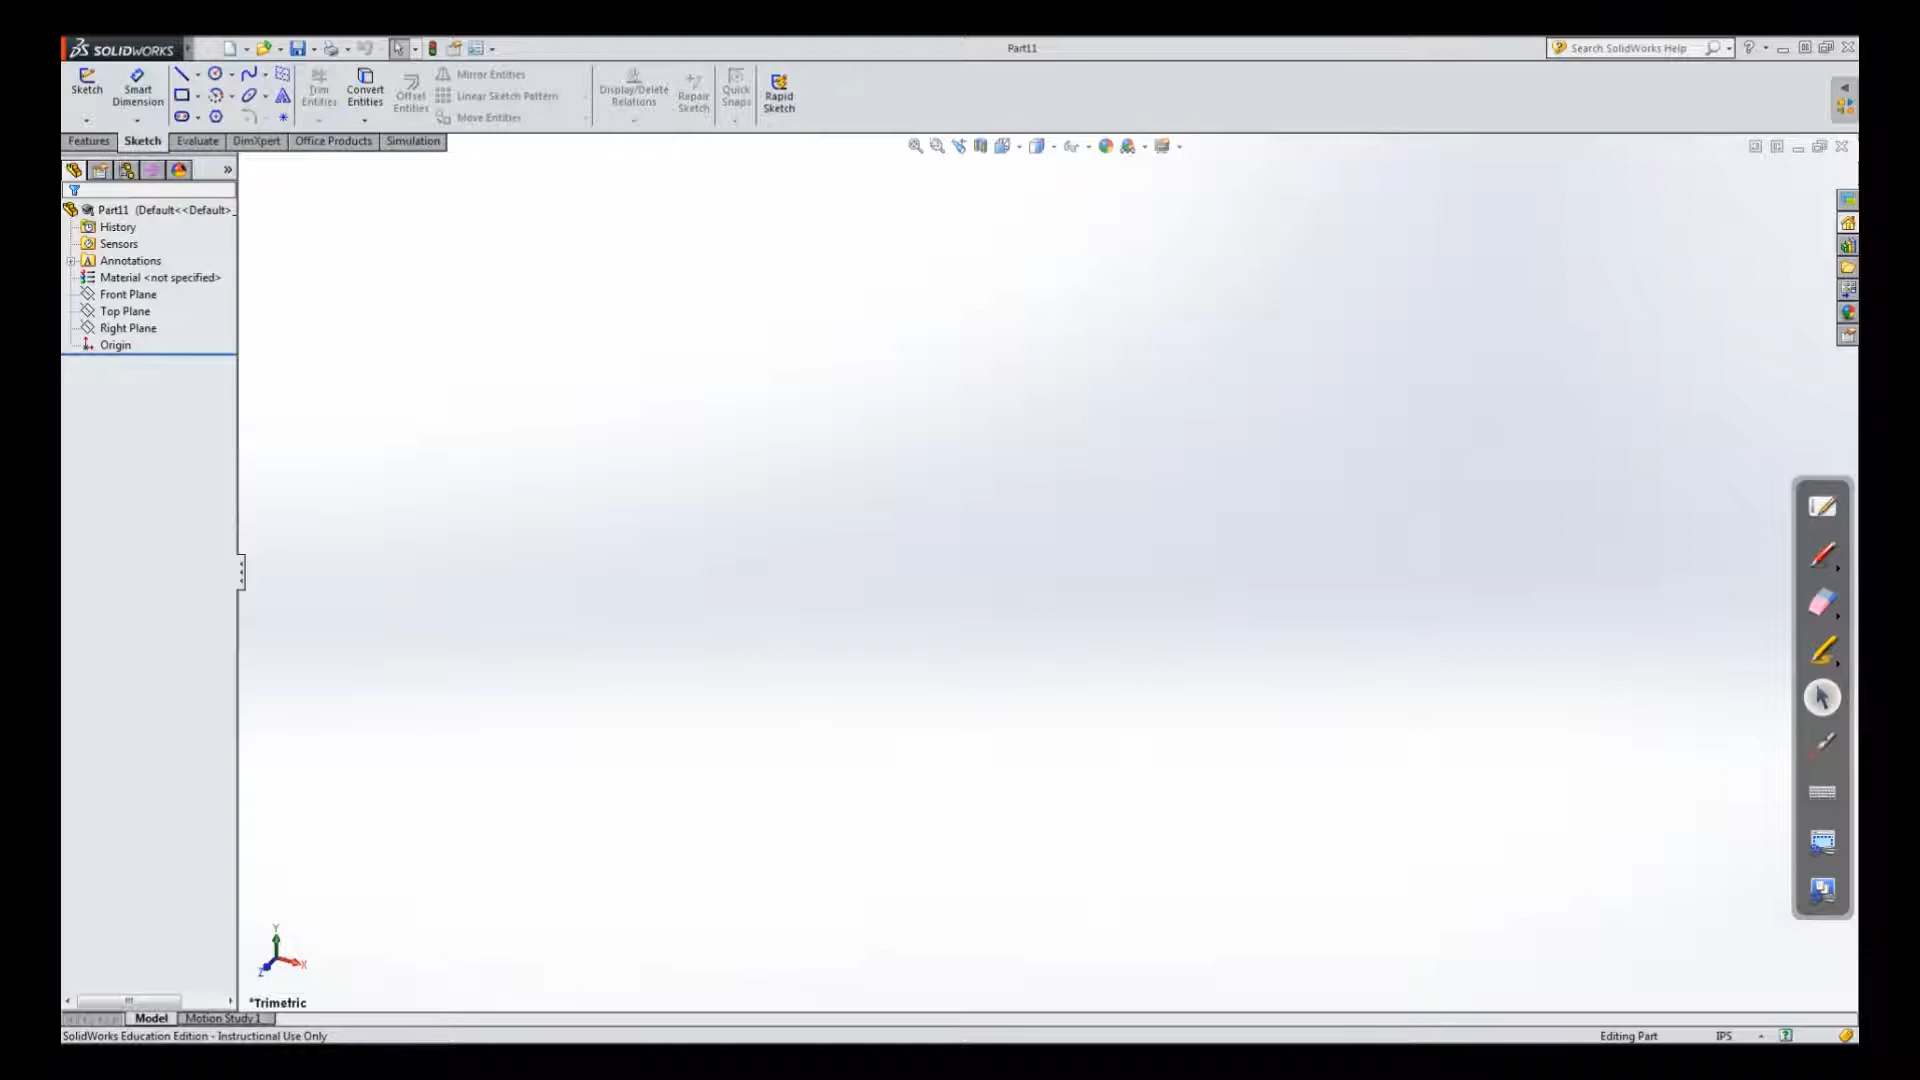 SOLIDWORKS
Part11
Search SolidWorks Help
Sketch
Smart Dimension
Trim Entities
Convert Entities
Offset Entities
Mirror Entities
Linear Sketch Pattern
Move Entities
Display/Delete Relations
Repair Sketch
Quick Snaps
Rapid Sketch
Features
Sketch
Evaluate
DimXpert
Office Products
Simulation
Part11 (Default<<Default>_
History
Sensors
Annotations
Material <not specified>
Front Plane
Top Plane
Right Plane
Origin
Y
X
Z
*Trimetric
Model
Motion Study 1
SolidWorks Education Edition - Instructional Use Only
Editing Part
IPS